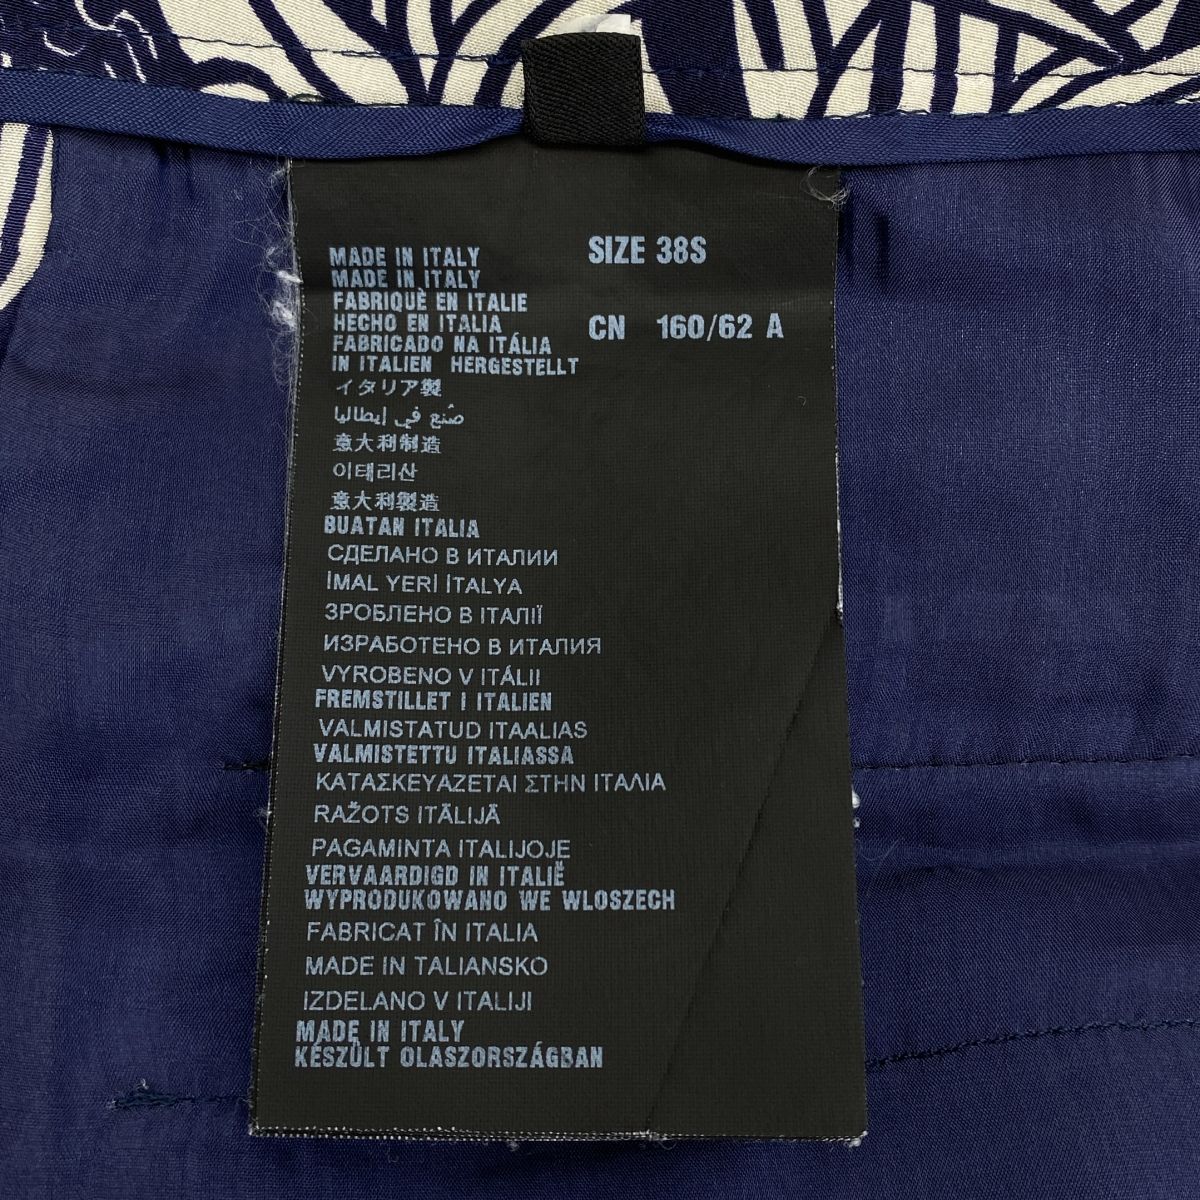 MADE IN ITALY
MADE IN ITALY
FABRIQUÈ EN ITALIE
HECHO EN ITALIA
FABRICADO NA ITÁLIA
IN ITALIEN HERGESTELLT
イタリア製
صُنع في إيطاليا
意大利制造
이태리산
意大利製造
BUATAN ITALIA
СДЕЛАНО В ИТАЛИИ
İMAL YERİ İTALYA
ЗРОБЛЕНО В ІТАЛІЇ
ИЗРАБОТЕНО В ИТАЛИЯ
VYROBENO V ITÁLII
FREMSTILLET I ITALIEN
VALMISTATUD ITAALIAS
VALMISTETTU ITALIASSA
ΚΑΤΑΣΚΕΥΑΖΕΤΑΙ ΣΤΗΝ ΙΤΑΛΙΑ
RAŽOTS ITĀLIJĀ
PAGAMINTA ITALIJOJE
VERVAARDIGD IN ITALIË
WYPRODUKOWANO WE WLOSZECH
FABRICAT ÎN ITALIA
MADE IN TALIANSKO
IZDELANO V ITALIJI
MADE IN ITALY
KÉSZÜLT OLASZORSZÁGBAN
SIZE 38S
CN 160/62 A